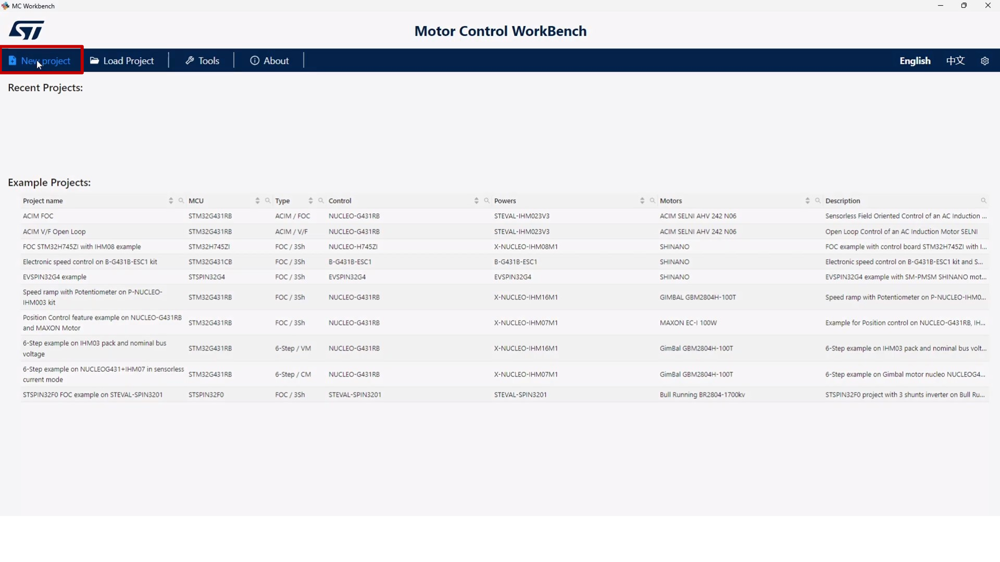 MC Workbench
ST
Motor Control WorkBench
New project Load Project Tools About English 中文
Recent Projects:
Example Projects:
Project name MCU Type Control Powers Motors Description
ACIM FOC STM32G431RB ACIM / FOC NUCLEO-G431RB STEVAL-IHM023V3 ACIM SELNI AHV 242 N06 Sensorless Field Oriented Control of an AC Induction ...
ACIM V/F Open Loop STM32G431RB ACIM / V/F NUCLEO-G431RB STEVAL-IHM023V3 ACIM SELNI AHV 242 N06 Open Loop Control of an AC Induction Motor SELNI
FOC STM32H745ZI with IHM08 example STM32H745ZI FOC / 3Sh NUCLEO-H745ZI X-NUCLEO-IHM08M1 SHINANO FOC example with control board STM32H745ZI with I...
Electronic speed control on B-G431B-ESC1 kit STM32G431CB FOC / 3Sh B-G431B-ESC1 B-G431B-ESC1 SHINANO Electronic speed control on B-G431B-ESC1 kit and S...
EVSPIN32G4 example STSPIN32G4 FOC / 3Sh EVSPIN32G4 EVSPIN32G4 SHINANO EVSPIN32G4 example with SM-PMSM SHINANO mot...
Speed ramp with Potentiometer on P-NUCLEO-
IHM003 kit STM32G431RB FOC / 3Sh NUCLEO-G431RB X-NUCLEO-IHM16M1 GIMBAL GBM2804H-100T Speed ramp with Potentiometer on P-NUCLEO-IHM0...
Position Control feature example on NUCLEO-G431RB
and MAXON Motor STM32G431RB FOC / 3Sh NUCLEO-G431RB X-NUCLEO-IHM07M1 MAXON EC-I 100W Example for Position control on NUCLEO-G431RB, IH...
6-Step example on IHM03 pack and nominal bus
voltage STM32G431RB 6-Step / VM NUCLEO-G431RB X-NUCLEO-IHM16M1 GimBal GBM2804H-100T 6-Step example on IHM03 pack and nominal bus volt...
6-Step example on NUCLEOG431+IHM07 in sensorless
current mode STM32G431RB 6-Step / CM NUCLEO-G431RB X-NUCLEO-IHM07M1 GimBal GBM2804H-100T 6-Step example on Gimbal motor nucleo NUCLEOG4...
STSPIN32F0 FOC example on STEVAL-SPIN3201 STSPIN32F0 FOC / 3Sh STEVAL-SPIN3201 STEVAL-SPIN3201 Bull Running BR2804-1700kv STSPIN32F0 project with 3 shunts inverter on Bull Ru...